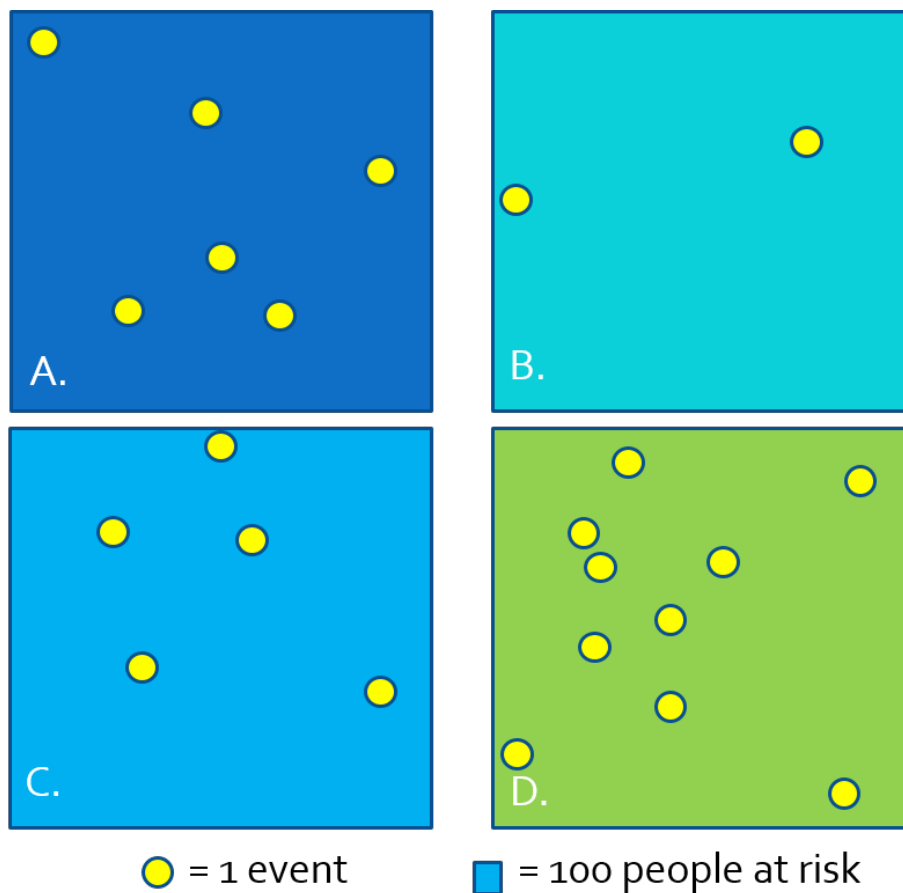 A.
B.
C.
D.
= 1 event
= 100 people at risk